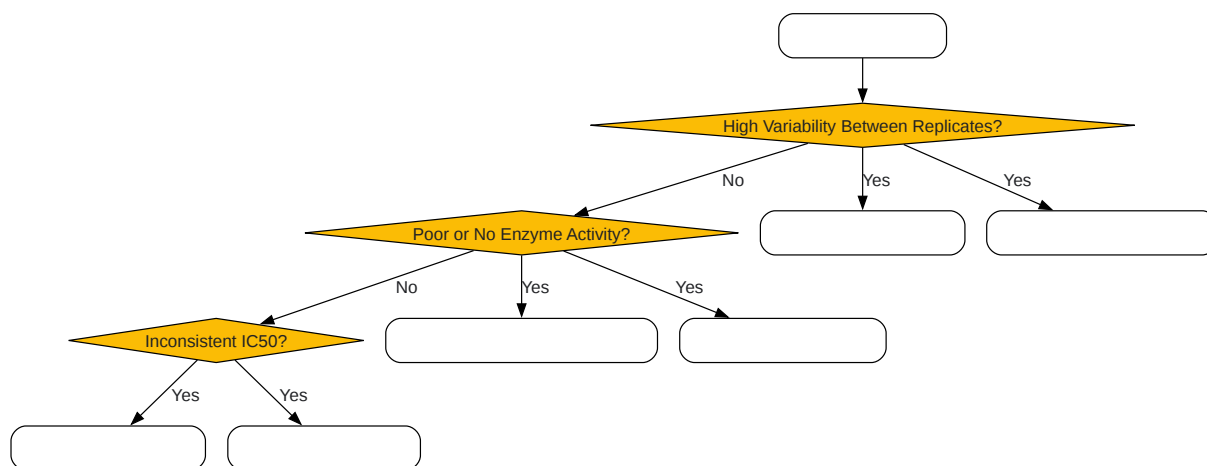 High Variability Between Replicates?
No
Yes
Yes
Poor or No Enzyme Activity?
No
Yes
Yes
Inconsistent IC50?
Yes
Yes